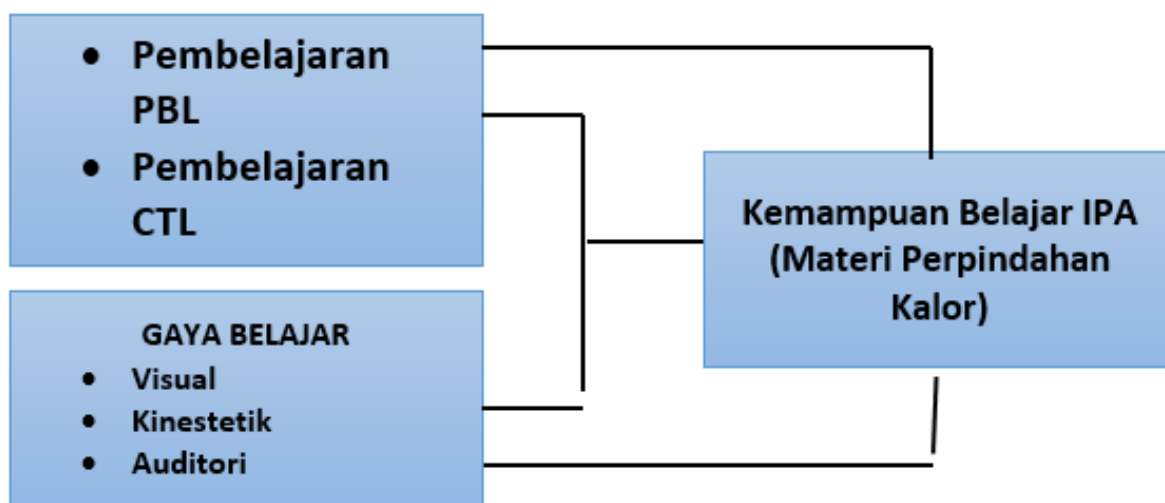 • Pembelajaran
PBL
• Pembelajaran
CTL
GAYA BELAJAR
• Visual
• Kinestetik
• Auditori
Kemampuan Belajar IPA
(Materi Perpindahan
Kalor)